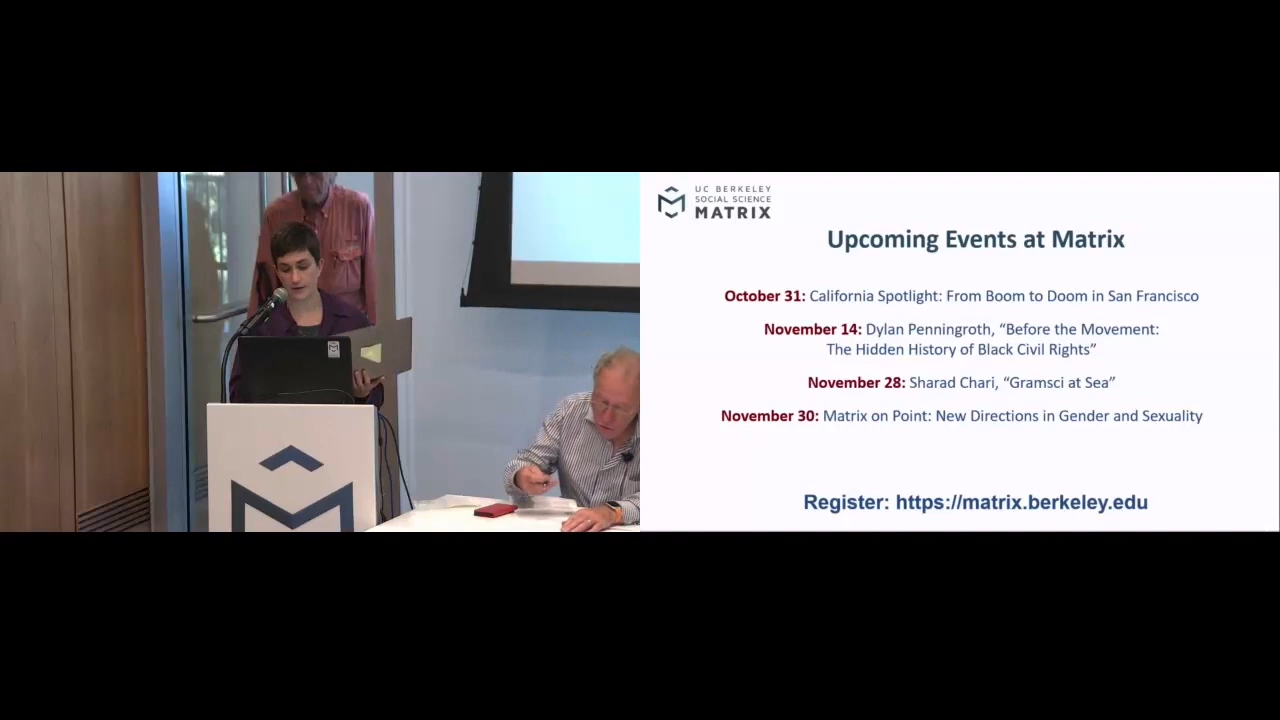 UC BERKELEY
SOCIAL SCIENCE
MATRIX
Upcoming Events at Matrix
October 31: California Spotlight: From Boom to Doom in San Francisco
November 14: Dylan Penningroth, “Before the Movement:
The Hidden History of Black Civil Rights”
November 28: Sharad Chari, “Gramsci at Sea”
November 30: Matrix on Point: New Directions in Gender and Sexuality
Register: https://matrix.berkeley.edu